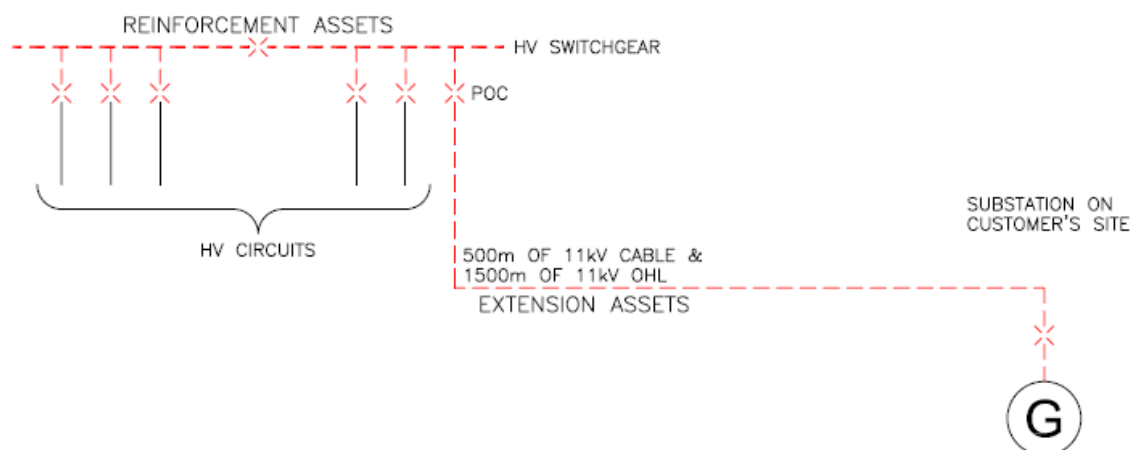 REINFORCEMENT ASSETS
HV SWITCHGEAR
POC
HV CIRCUITS
SUBSTATION ON
CUSTOMER'S SITE
500m OF 11kV CABLE &
1500m OF 11kV OHL
EXTENSION ASSETS
G